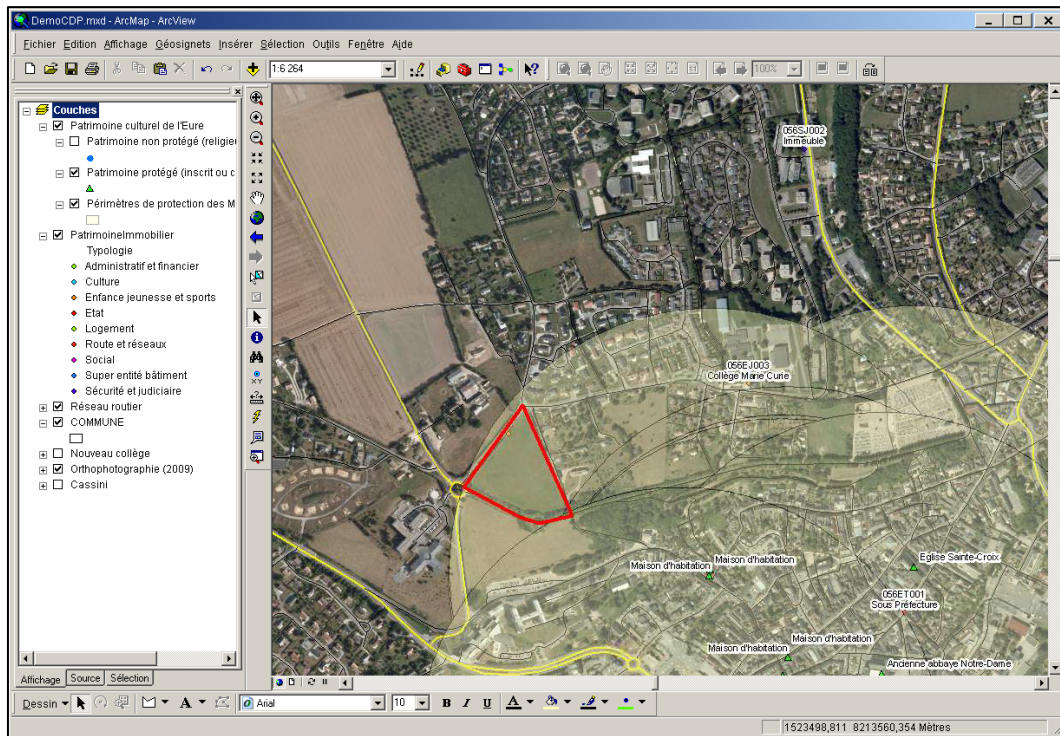 DemoCDP.mxd - ArcMap - ArcView
Fichier Edition Affichage Géosignets Insérer Sélection Outils Fenêtre Aide
1:6 264
100%
Couches
Patrimoine culturel de l'Eure
Patrimoine non protégé (religie
Patrimoine protégé (inscrit ou c
Périmètres de protection des M
PatrimoineImmobilier
Typologie
Administratif et financier
Culture
Enfance jeunesse et sports
Etat
Logement
Route et réseaux
Social
Super entité bâtiment
Sécurité et judiciaire
Réseau routier
COMMUNE
Nouveau collège
Orthophotographie (2009)
Cassini
056SJ002
Immeuble
056EJ003
Collège Marie Curie
Maison d'habitation
Maison d'habitation
Eglise Sainte-Croix
056ET001
Sous Préfecture
Maison d'habitation
Maison d'habitation
Ancienne abbaye Notre-Dame
Affichage Source Sélection
Dessin
A
Arial
10
B I U A
1523498,811 8213560,354 Mètres